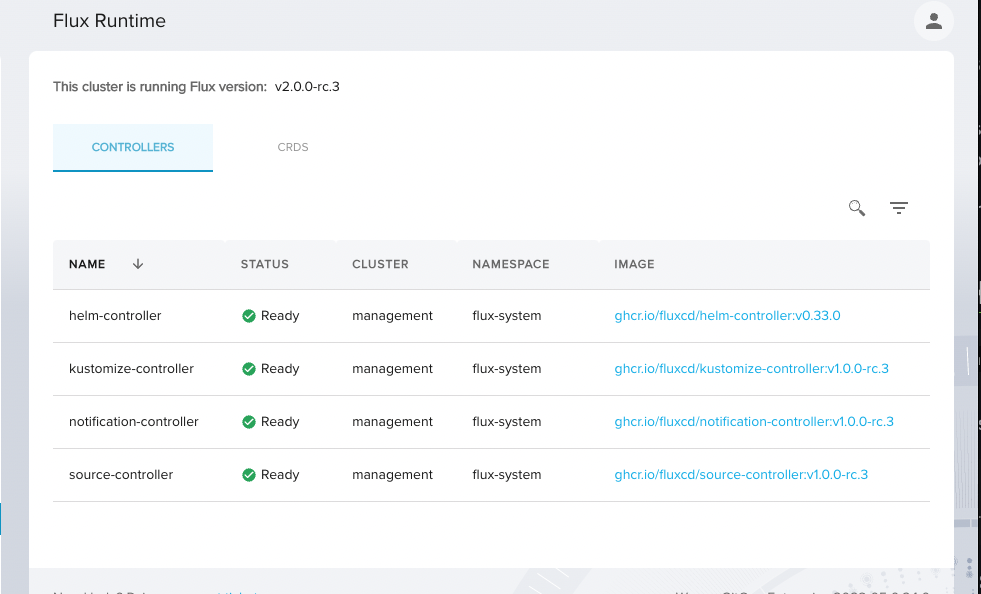 Flux Runtime
This cluster is running Flux version: v2.0.0-rc.3
CONTROLLERS CRDS
NAME STATUS CLUSTER NAMESPACE IMAGE
helm-controller Ready management flux-system ghcr.io/fluxcd/helm-controller:v0.33.0
kustomize-controller Ready management flux-system ghcr.io/fluxcd/kustomize-controller:v1.0.0-rc.3
notification-controller Ready management flux-system ghcr.io/fluxcd/notification-controller:v1.0.0-rc.3
source-controller Ready management flux-system ghcr.io/fluxcd/source-controller:v1.0.0-rc.3